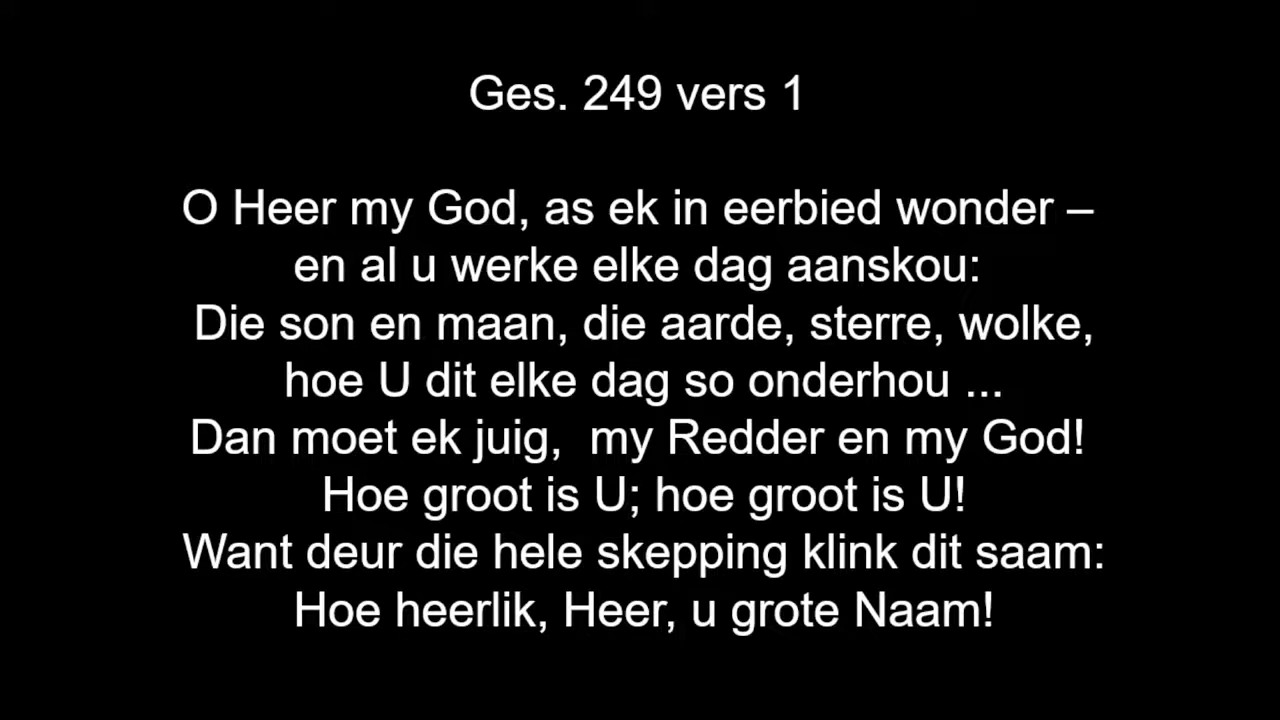 Ges. 249 vers 1
O Heer my God, as ek in eerbied wonder –
en al u werke elke dag aanskou:
Die son en maan, die aarde, sterre, wolke,
hoe U dit elke dag so onderhou ...
Dan moet ek juig, my Redder en my God!
Hoe groot is U; hoe groot is U!
Want deur die hele skepping klink dit saam:
Hoe heerlik, Heer, u grote Naam!